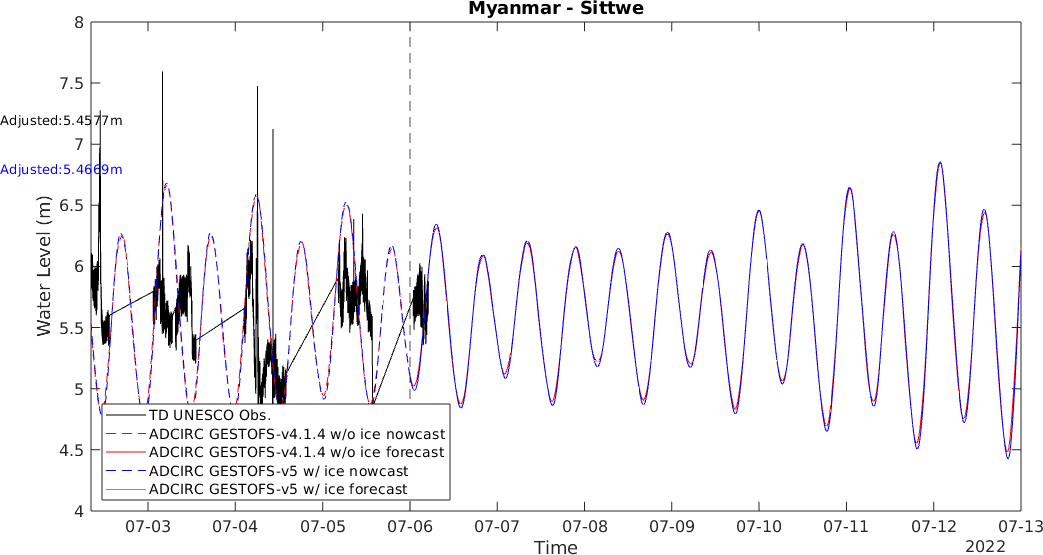 Myanmar - Sittwe
8
7.5
Adjusted:5.4577m
7
Adjusted:5.4669m
6.5
6
5.5
5
4.5
4
Water Level (m)
TD UNESCO Obs.
ADCIRC GESTOFS-v4.1.4 w/o ice nowcast
ADCIRC GESTOFS-v4.1.4 w/o ice forecast
ADCIRC GESTOFS-v5 w/ ice nowcast
ADCIRC GESTOFS-v5 w/ ice forecast
07-03 07-04 07-05 07-06 07-07 07-08 07-09 07-10 07-11 07-12 07-13
Time
2022